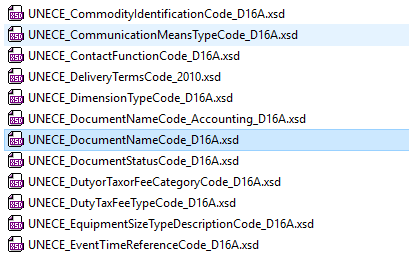 UNECE_CommodityIdentificationCode_D16A.xsd
UNECE_CommunicationMeansTypeCode_D16A.xsd
UNECE_ContactFunctionCode_D16A.xsd
UNECE_DeliveryTermsCode_2010.xsd
UNECE_DimensionTypeCode_D16A.xsd
UNECE_DocumentNameCode_Accounting_D16A.xsd
UNECE_DocumentNameCode_D16A.xsd
UNECE_DocumentStatusCode_D16A.xsd
UNECE_DutyorTaxorFeeCategoryCode_D16A.xsd
UNECE_DutyTaxFeeTypeCode_D16A.xsd
UNECE_EquipmentSizeTypeDescriptionCode_D16A.xsd
UNECE_EventTimeReferenceCode_D16A.xsd